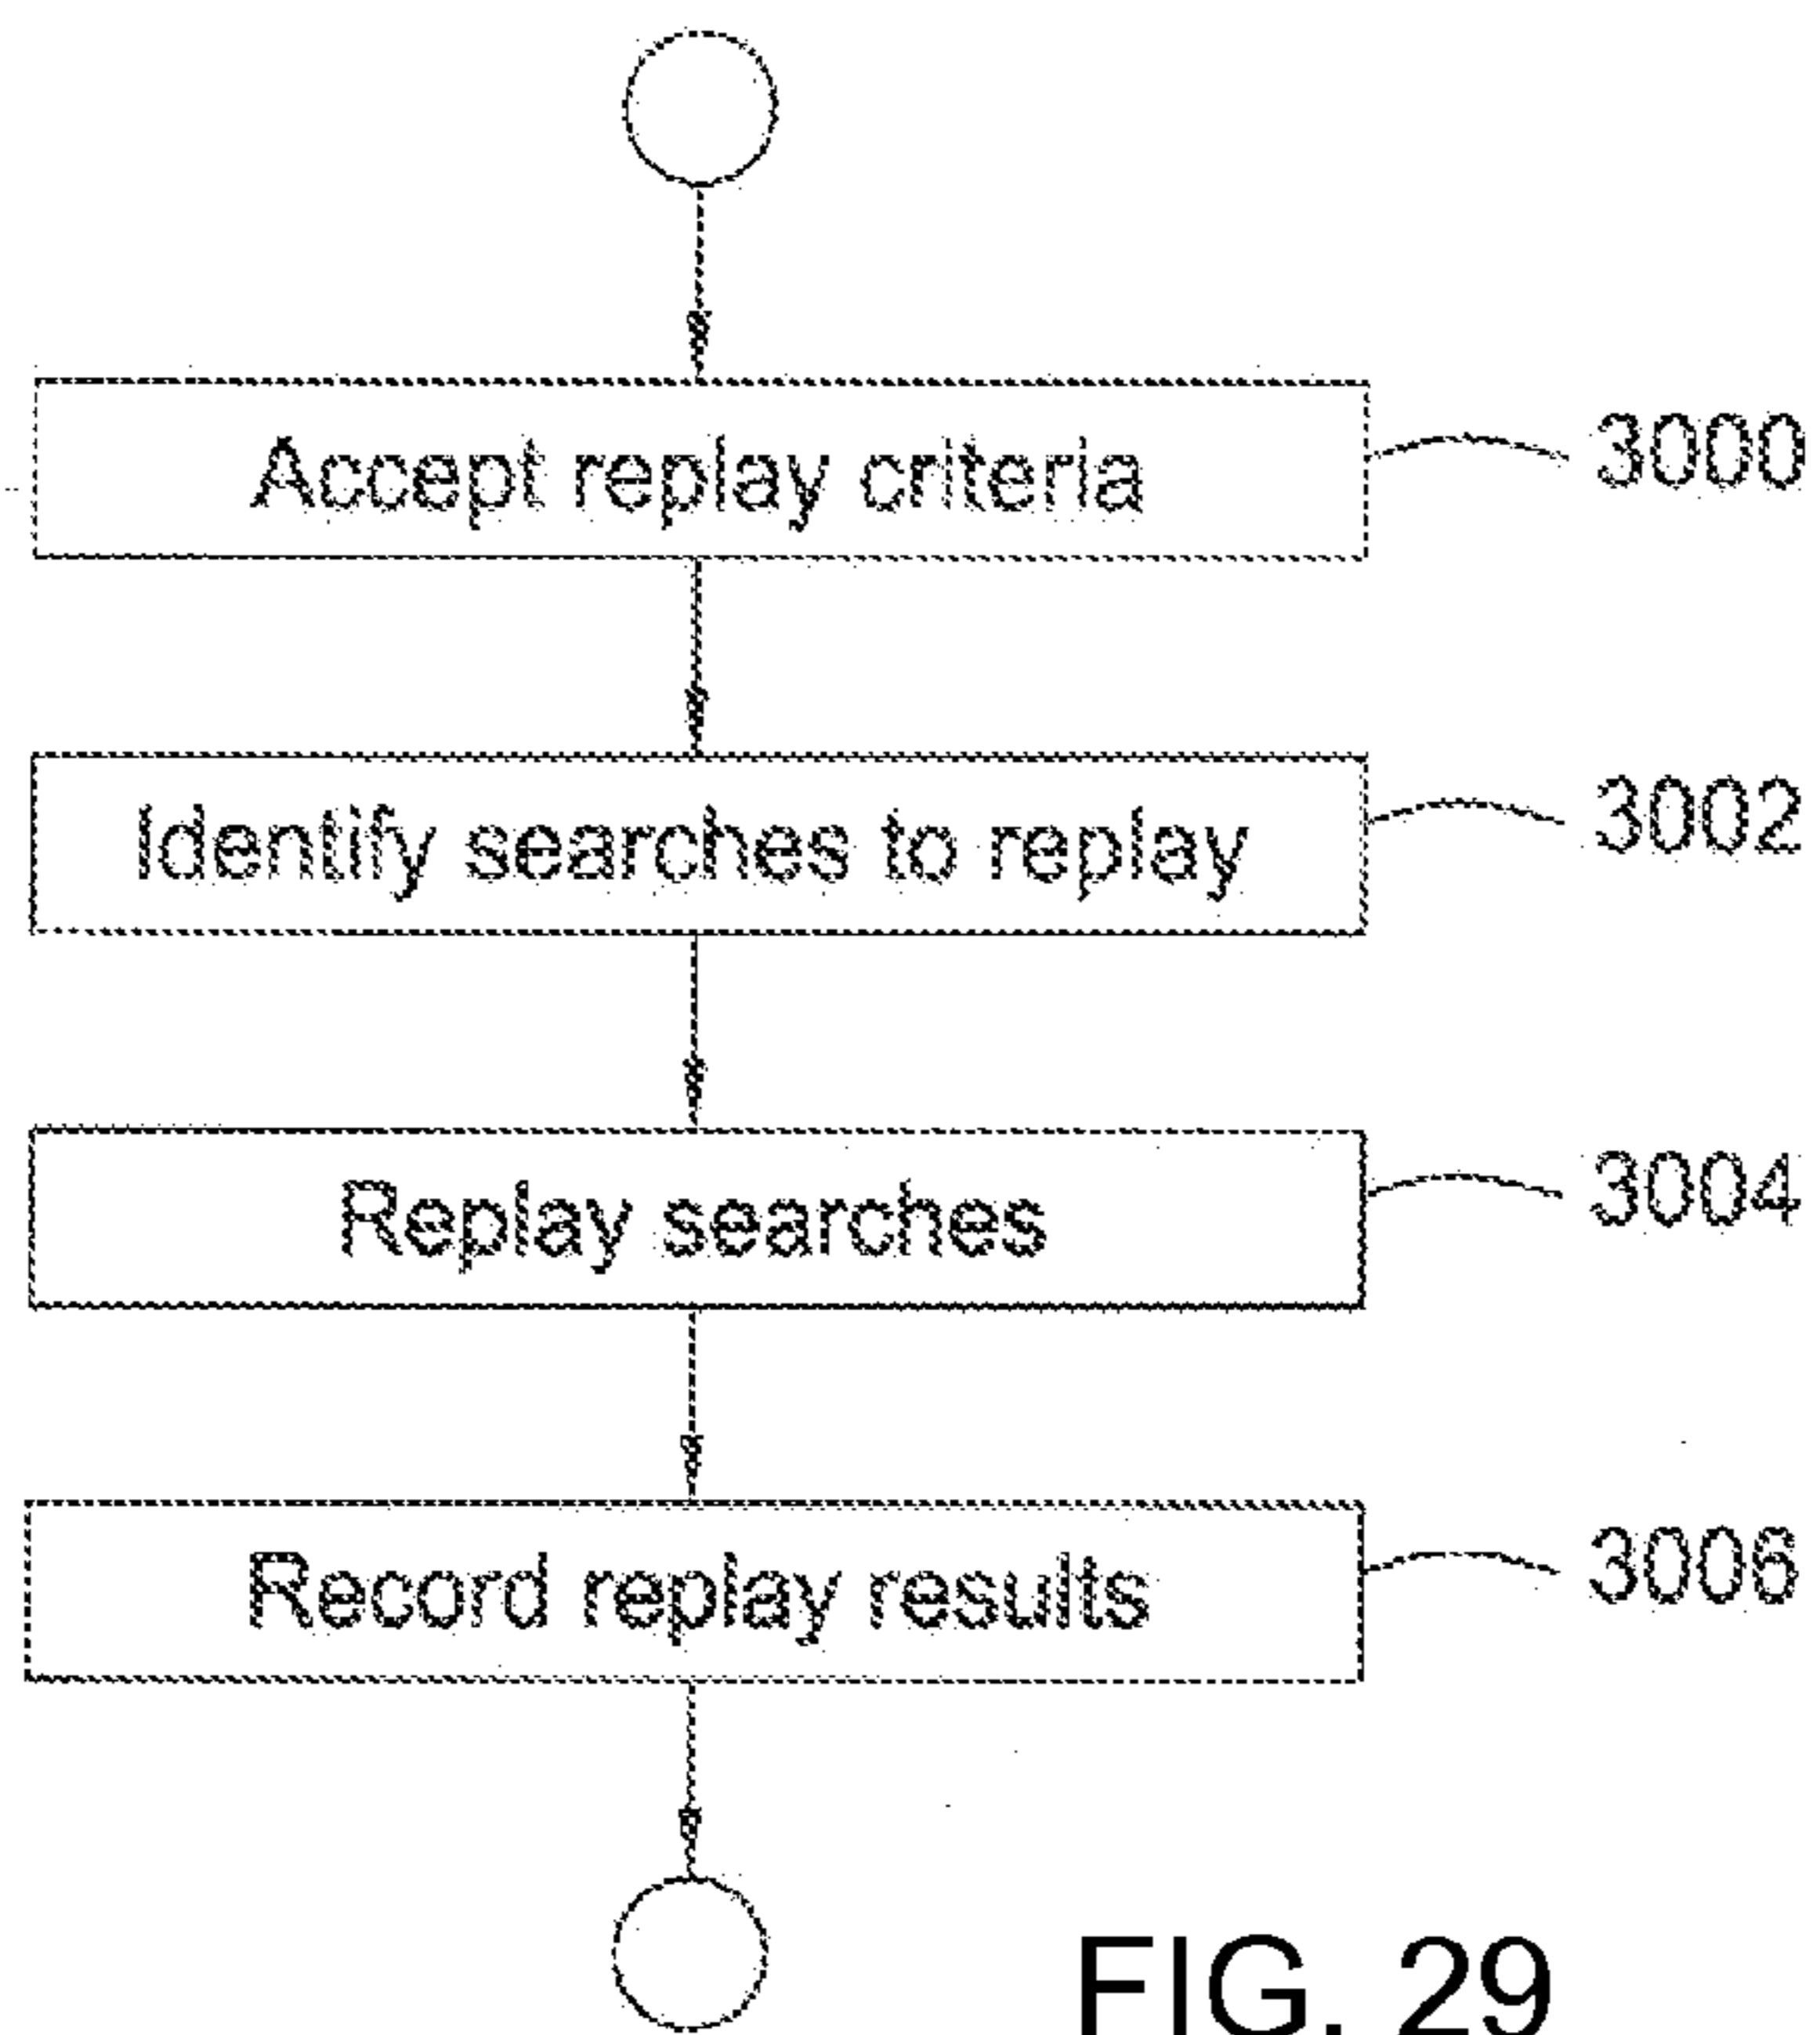 Accept replay criteria
3000
Identify searches to replay
3002
Replay searches
3004
Record replay results
3006
FIG. 29